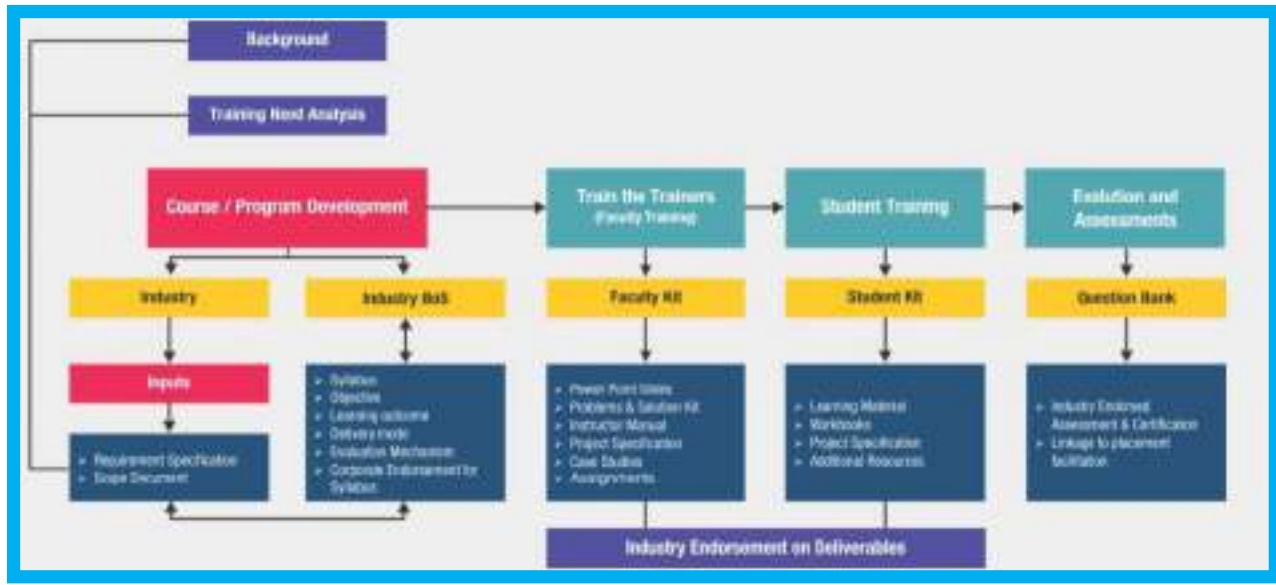 Background
Training Need Analysis
Course / Program Development
Train the Trainers
(Faculty Training)
Student Training
Evolution and
Assessments
Industry
Industry BoS
Faculty Kit
Student Kit
Question Bank
Inputs
➢ Requirement Specification
➢ Scope Document
➢ Syllabus
➢ Objective
➢ Learning outcome
➢ Delivery mode
➢ Evaluation Mechanism
➢ Corporate Endorsement for
Syllabus
➢ Power Point Slides
➢ Problems & Solution Kit
➢ Instructor Manual
➢ Project Specification
➢ Case Studies
➢ Assignments
➢ Learning Material
➢ Workbooks
➢ Project Specification
➢ Additional Resources
➢ Industry Endorsed
Assessment & Certification
➢ Linkage to placement
facilitation
Industry Endorsement on Deliverables